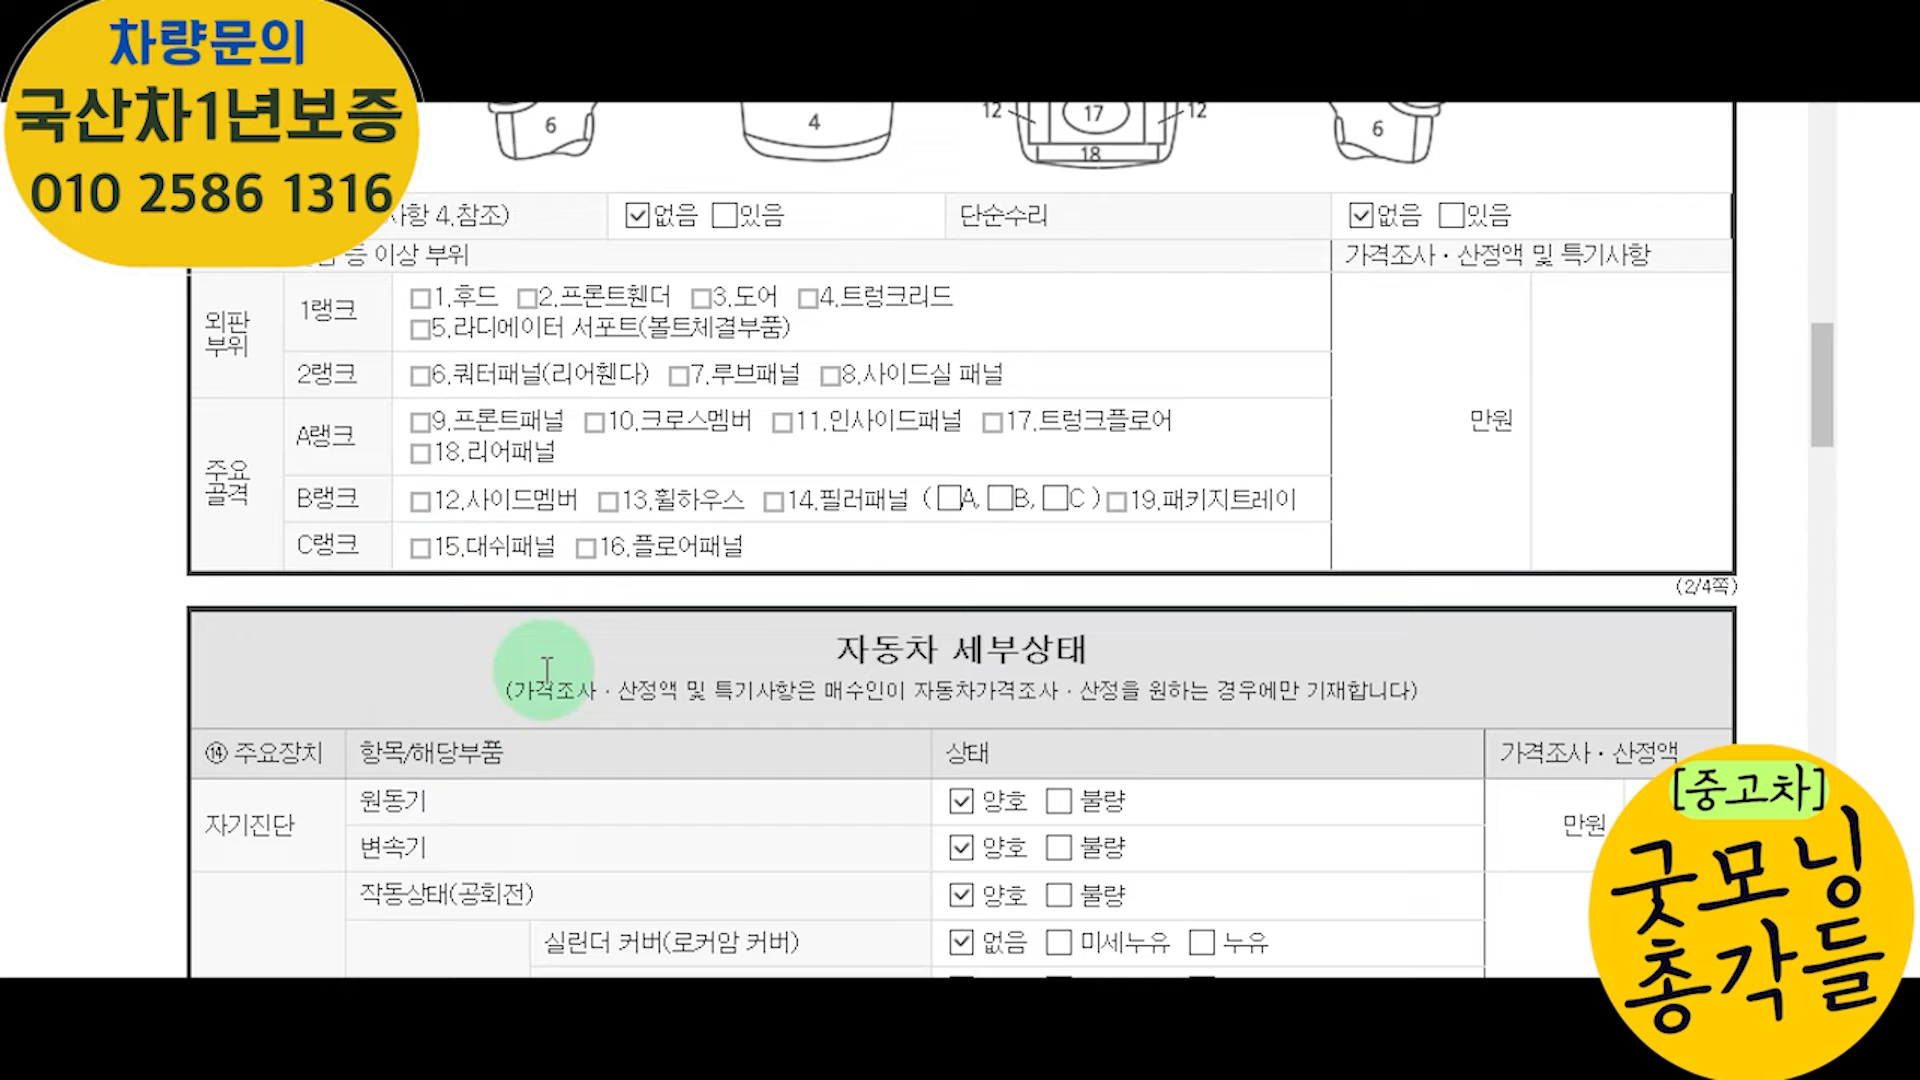 차량문의
국산차1년보증
010 2586 1316
6
4
12
17
12
18
6
사항 4.참조)
없음 있음
단순수리
없음 있음
등 이상 부위
가격조사·산정액 및 특기사항
외판
부위
1랭크
1.후드 2.프론트휀더 3.도어 4.트렁크리드
5.라디에이터 서포트(볼트체결부품)
2랭크
6.쿼터패널(리어휀다) 7.루브패널 8.사이드실 패널
만원
주요
골격
A랭크
9.프론트패널 10.크로스멤버 11.인사이드패널 17.트렁크플로어
18.리어패널
B랭크
12.사이드멤버 13.휠하우스 14.필러패널 ( A, B, C ) 19.패키지트레이
C랭크
15.대쉬패널 16.플로어패널
(2/4쪽)
자동차 세부상태
(가격조사·산정액 및 특기사항은 매수인이 자동차가격조사·산정을 원하는 경우에만 기재합니다)
⑭ 주요장치
항목/해당부품
상태
가격조사·산정액
자기진단
원동기
양호 불량
만원
변속기
양호 불량
작동상태(공회전)
양호 불량
실린더 커버(로커암 커버)
없음 미세누유 누유
[중고차]
굿모닝
총각들